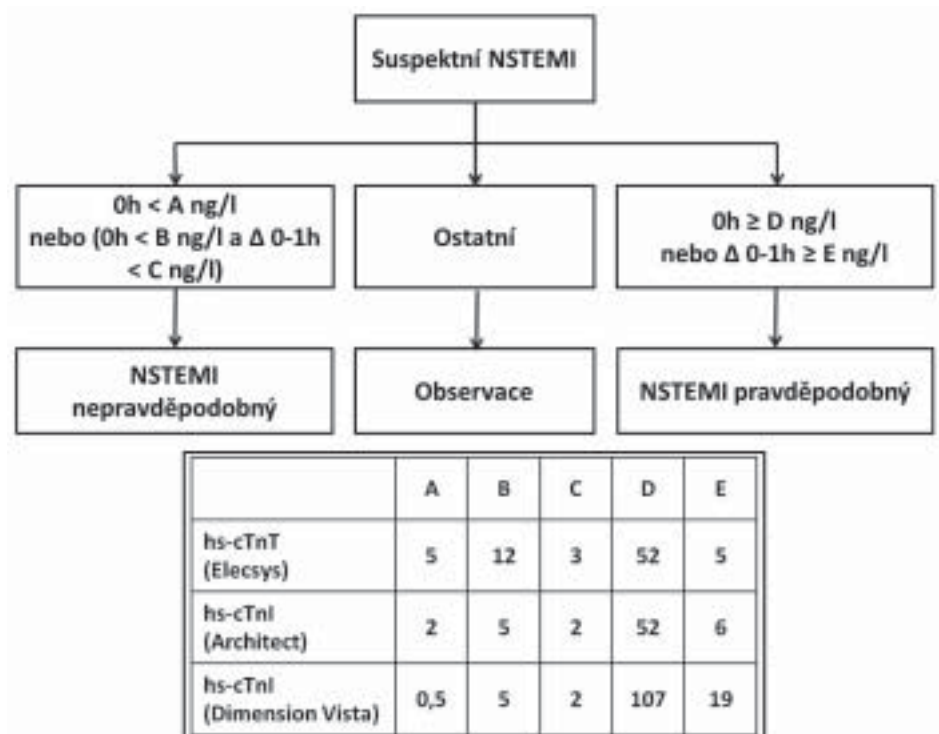 Suspektní NSTEMI
0h < A ng/l
nebo (0h < B ng/l a Δ 0-1h
< C ng/l)
Ostatní
0h ≥ D ng/l
nebo Δ 0-1h ≥ E ng/l
NSTEMI
nepravděpodobný
Observace
NSTEMI pravděpodobný
A B C D E
hs-cTnT
(Elecsys) 5 12 3 52 5
hs-cTnI
(Architect) 2 5 2 52 6
hs-cTnI
(Dimension Vista) 0,5 5 2 107 19